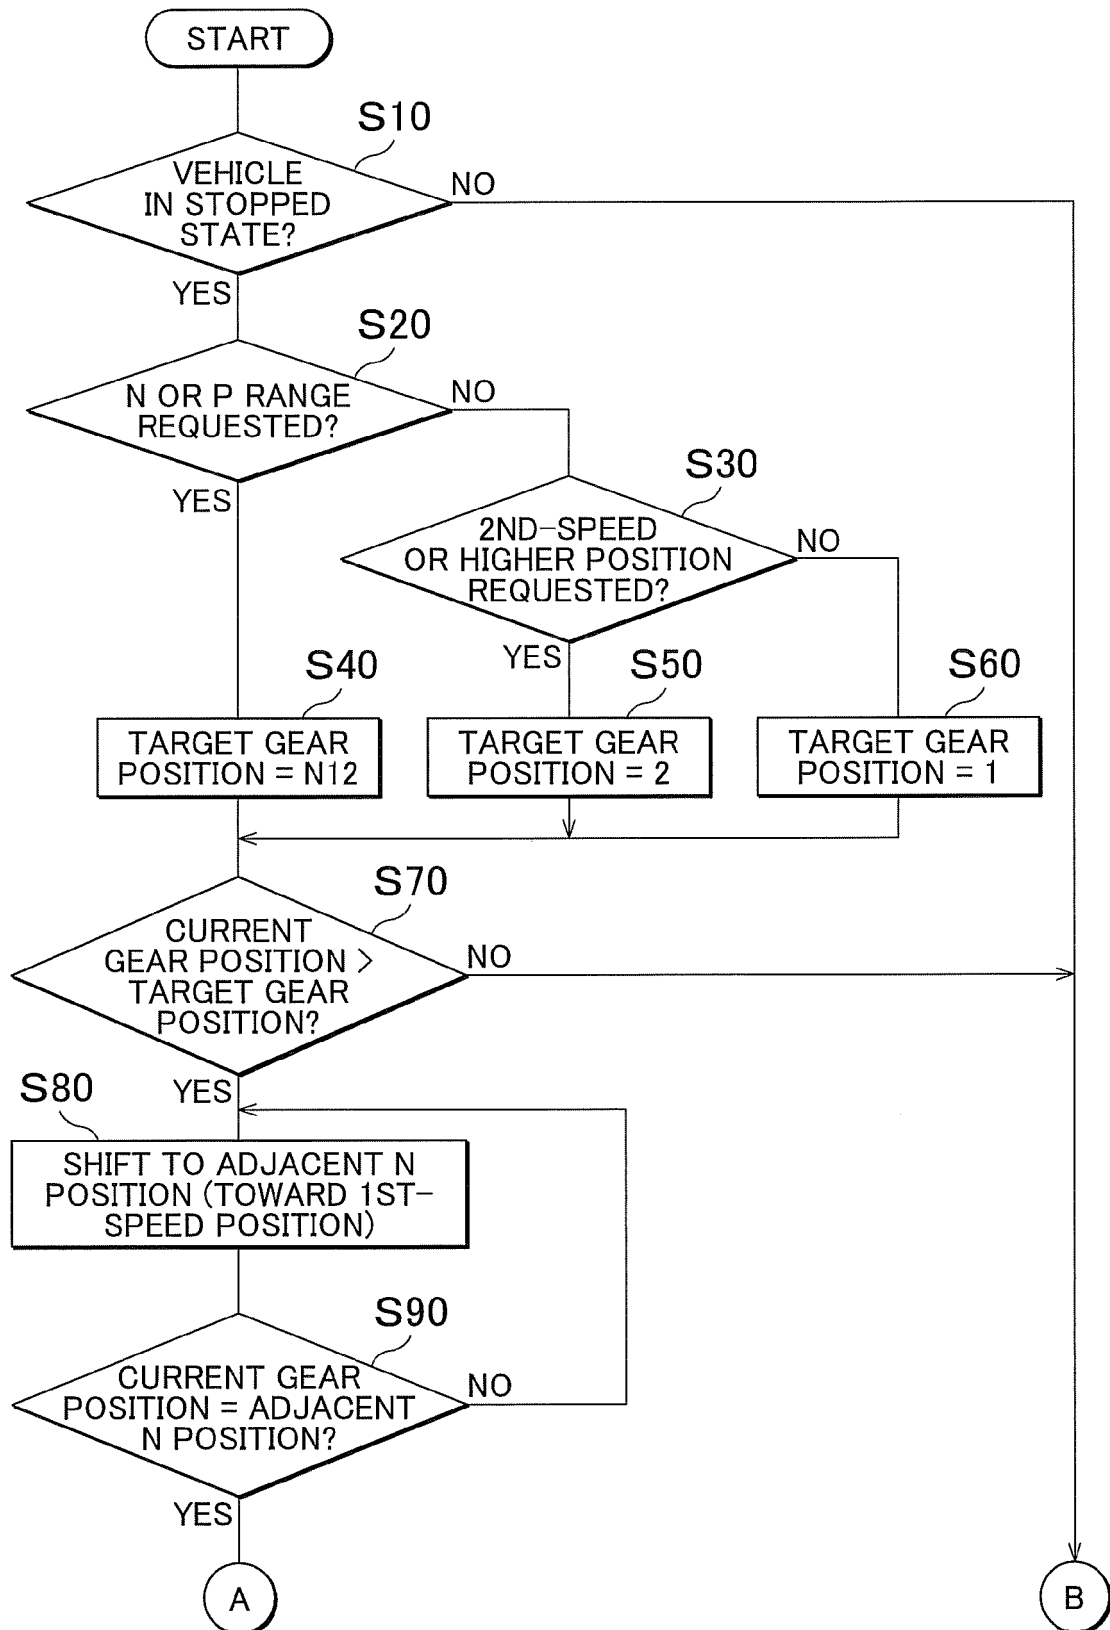 START
S10
VEHICLE
IN STOPPED
STATE?
NO
YES
S20
N OR P RANGE
REQUESTED?
NO
YES
S30
2ND-SPEED
OR HIGHER POSITION
REQUESTED?
NO
YES
S40
TARGET GEAR
POSITION = N12
S50
TARGET GEAR
POSITION = 2
S60
TARGET GEAR
POSITION = 1
S70
CURRENT
GEAR POSITION >
TARGET GEAR
POSITION?
NO
YES
S80
SHIFT TO ADJACENT N
POSITION (TOWARD 1ST-
SPEED POSITION)
S90
CURRENT GEAR
POSITION = ADJACENT
N POSITION?
NO
YES
A
B